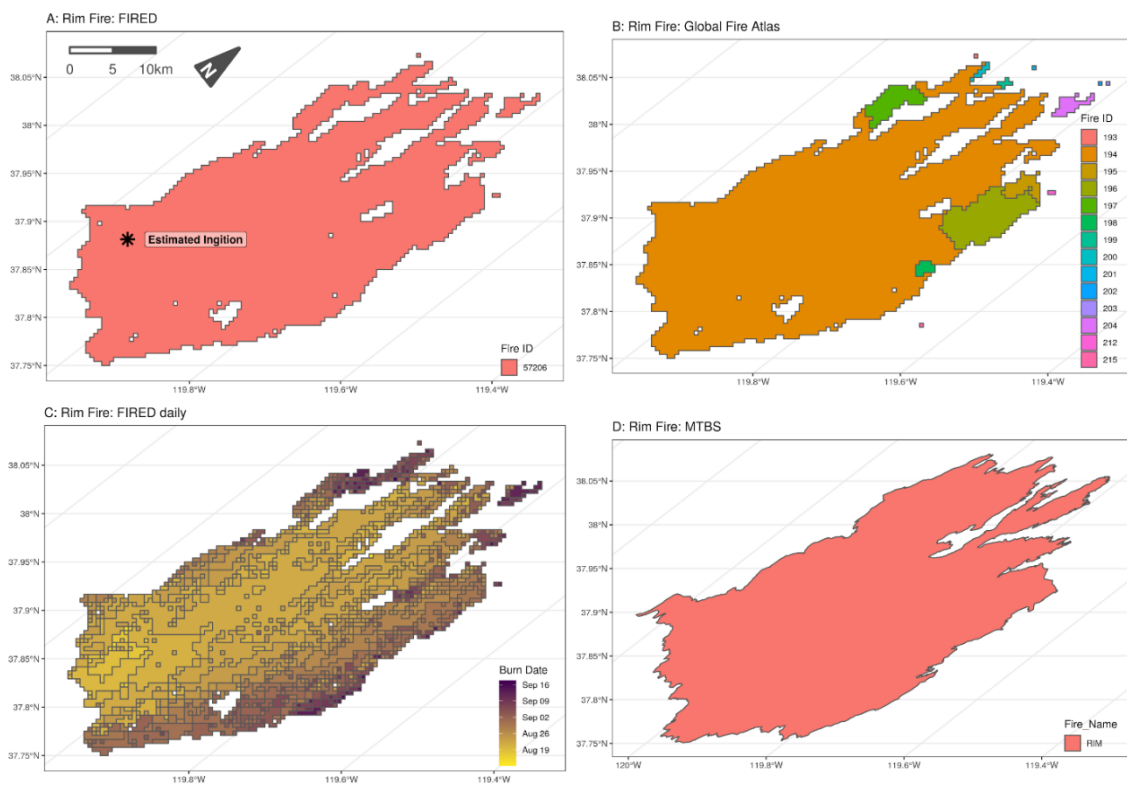 A: Rim Fire: FIRED
0 5 10km
N
38.05°N
38°N
37.95°N
37.9°N
37.85°N
37.8°N
37.75°N
Estimated Ingition
Fire ID
57206
119.8°W 119.6°W 119.4°W
B: Rim Fire: Global Fire Atlas
38.05°N
38°N
37.95°N
37.9°N
37.85°N
37.8°N
37.75°N
Fire ID
193
194
195
196
197
198
199
200
201
202
203
204
212
215
119.8°W 119.6°W 119.4°W
C: Rim Fire: FIRED daily
38.05°N
38°N
37.95°N
37.9°N
37.85°N
37.8°N
37.75°N
Burn Date
Sep 16
Sep 09
Sep 02
Aug 26
Aug 19
119.8°W 119.6°W 119.4°W
D: Rim Fire: MTBS
38.05°N
38°N
37.95°N
37.9°N
37.85°N
37.8°N
37.75°N
Fire_Name
RIM
120°W 119.8°W 119.6°W 119.4°W